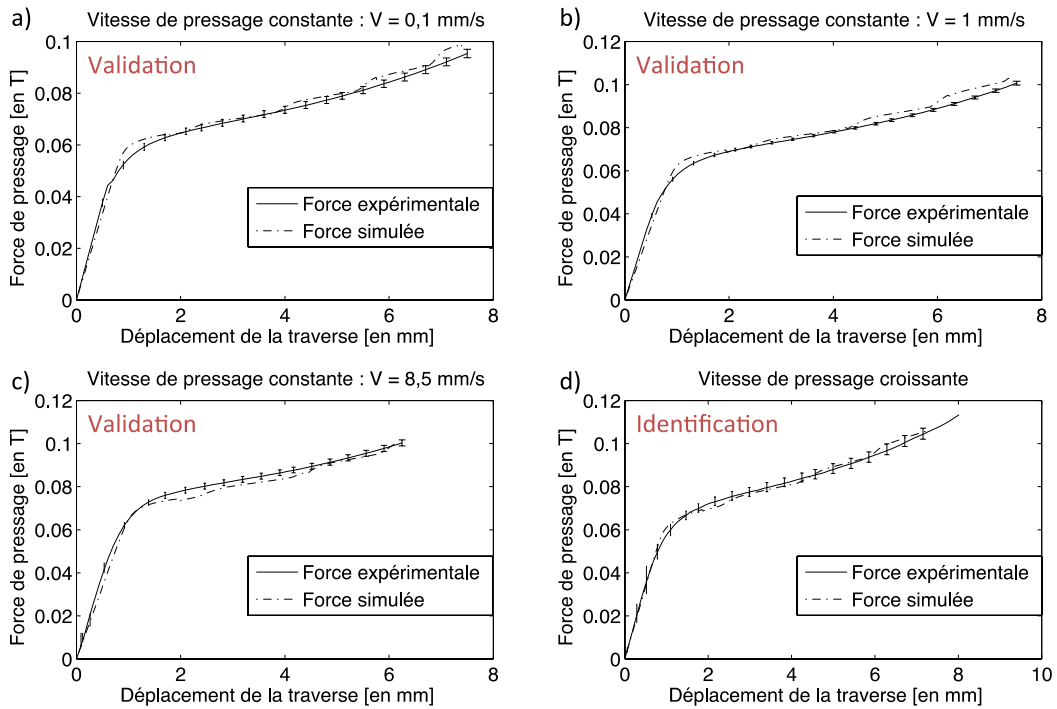 a)
Vitesse de pressage constante : V = 0,1 mm/s
Validation
0.1
0.08
0.06
0.04
0.02
0
Force de pressage [en T]
Force expérimentale
Force simulée
0 2 4 6 8
Déplacement de la traverse [en mm]
b)
Vitesse de pressage constante : V = 1 mm/s
Validation
0.12
0.1
0.08
0.06
0.04
0.02
0
Force de pressage [en T]
Force expérimentale
Force simulée
0 2 4 6 8
Déplacement de la traverse [en mm]
c)
Vitesse de pressage constante : V = 8,5 mm/s
Validation
0.12
0.1
0.08
0.06
0.04
0.02
0
Force de pressage [en T]
Force expérimentale
Force simulée
0 2 4 6 8
Déplacement de la traverse [en mm]
d)
Vitesse de pressage croissante
Identification
0.12
0.1
0.08
0.06
0.04
0.02
0
Force de pressage [en T]
Force expérimentale
Force simulée
0 2 4 6 8 10
Déplacement de la traverse [en mm]